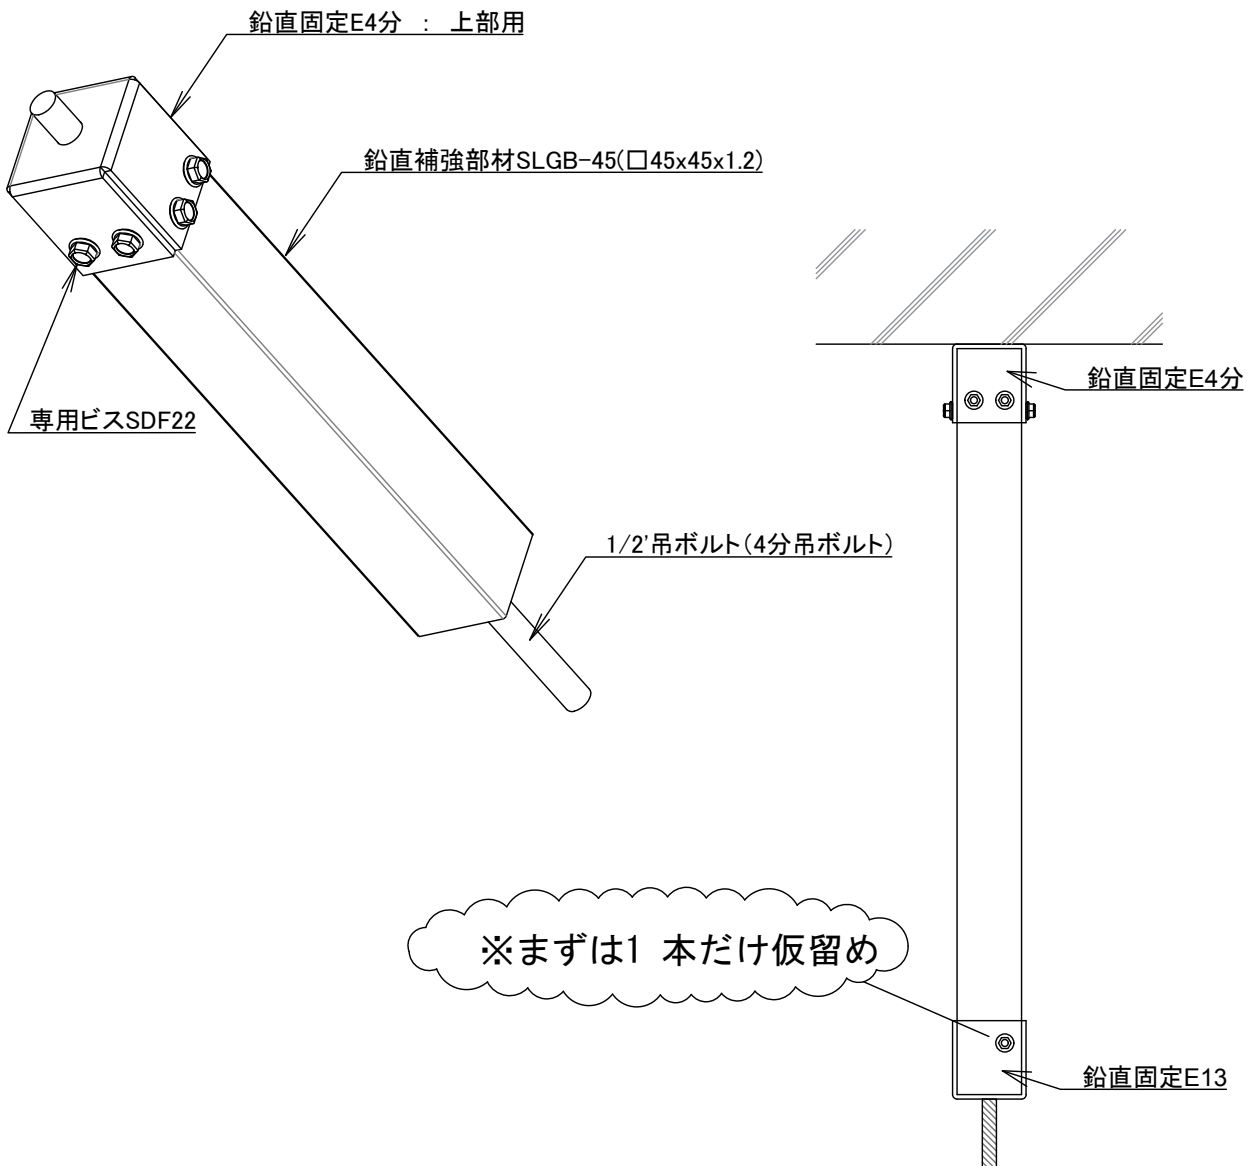 鉛直固定E4分 : 上部用
鉛直補強部材SLGB-45(□45x45x1.2)
鉛直固定E4分
専用ビスSDF22
1/2'吊ボルト(4分吊ボルト)
※まずは1 本だけ仮留め
鉛直固定E13